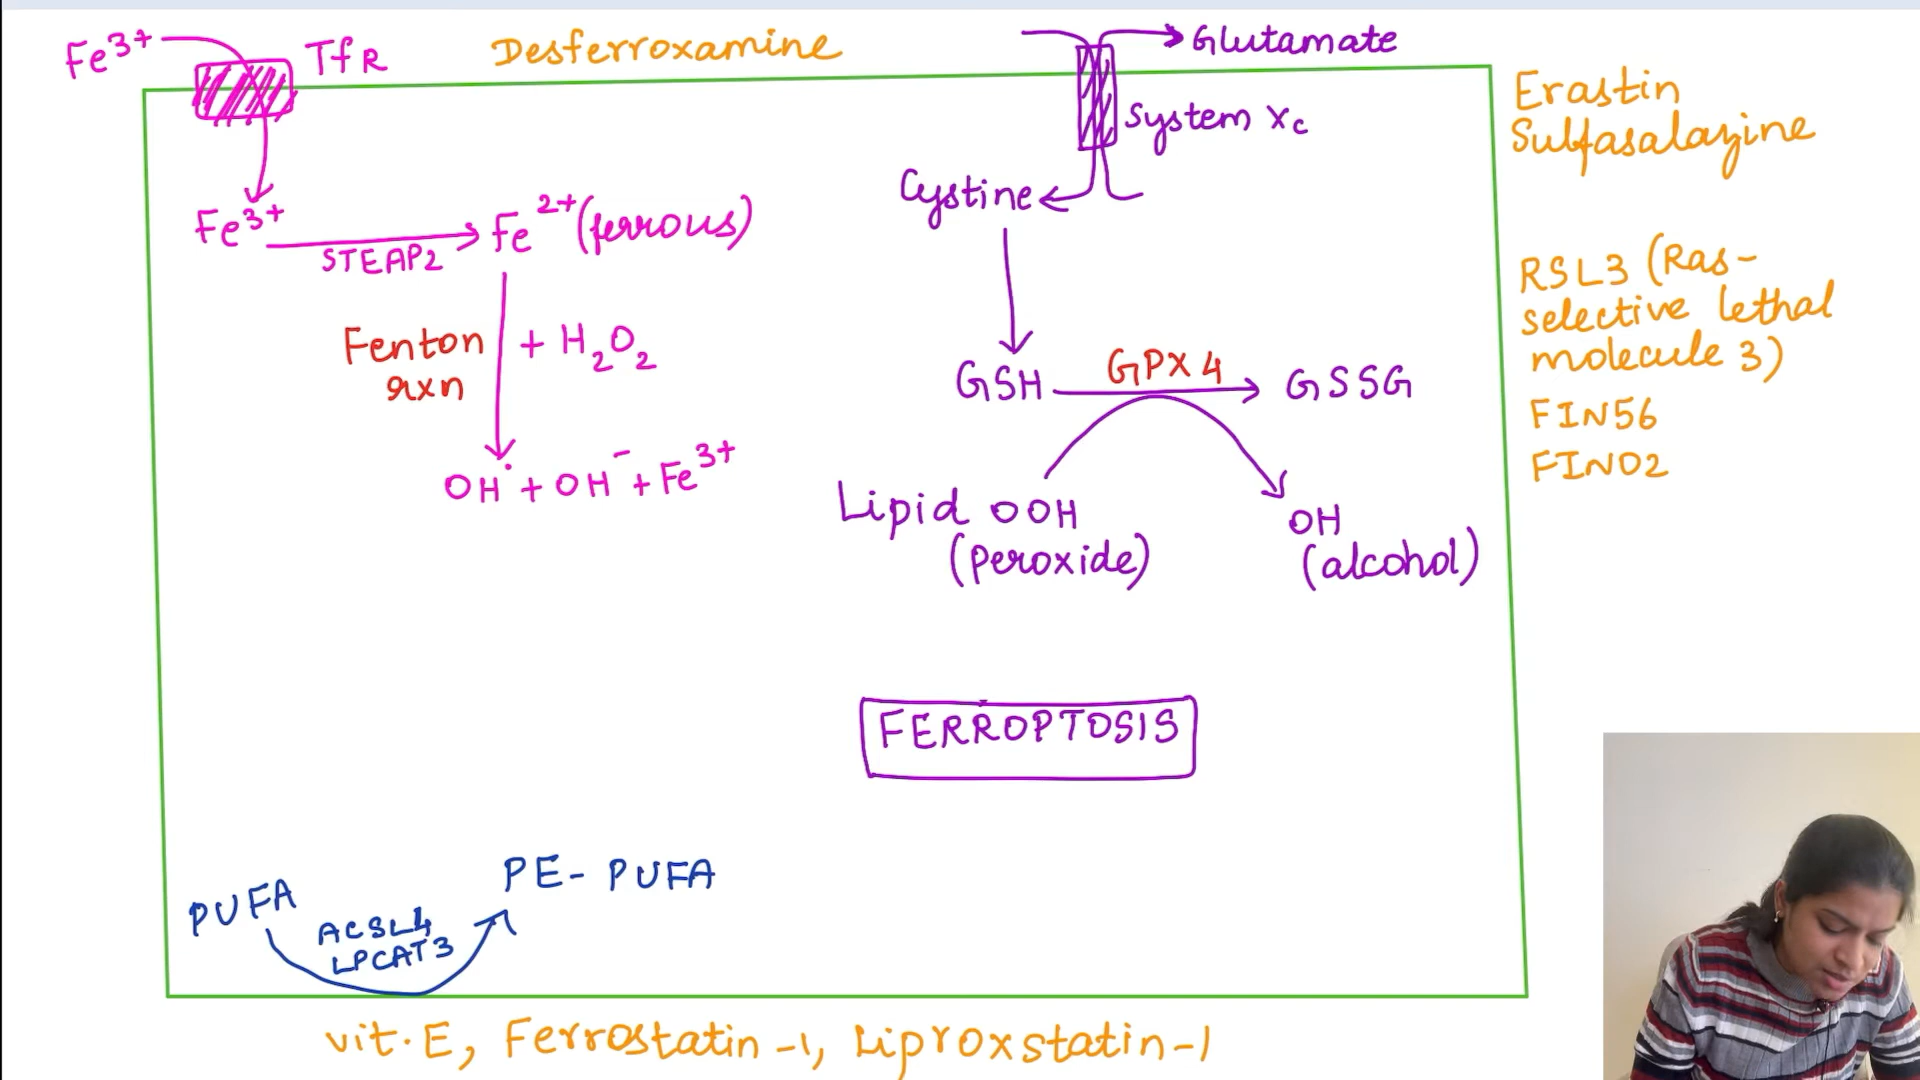 Fe3+
TfR
Desferroxamine
Glutamate
System Xc
Cystine
Erastin
Sulfasalazine
Fe3+
STEAP2
Fe2+ (ferrous)
Fenton
rxn
+ H2O2
OH• + OH- + Fe3+
GSH
GPX4
GSSG
Lipid OOH
(peroxide)
OH
(alcohol)
RSL3 (Ras-
selective lethal
molecule 3)
FIN56
FINO2
FERROPTOSIS
PUFA
ACSL4
LPCAT3
PE- PUFA
vit. E, Ferrostatin -1, Liproxstatin-1